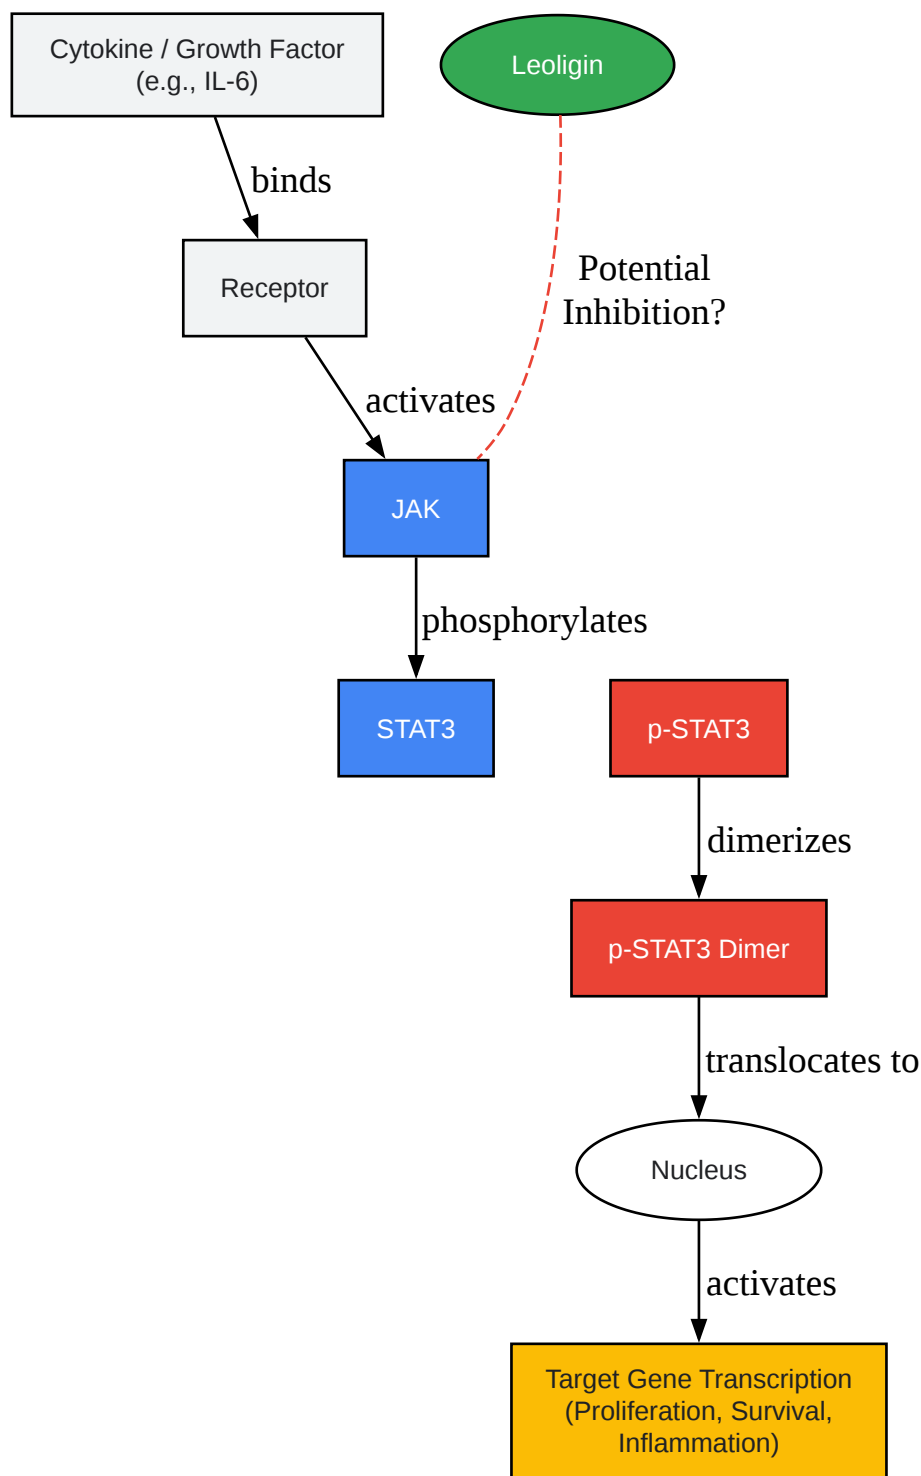 Cytokine / Growth Factor
(e.g., IL-6)
Leoligin
binds
Potential
Inhibition?
Receptor
activates
JAK
phosphorylates
STAT3
p-STAT3
dimerizes
p-STAT3 Dimer
translocates to
Nucleus
activates
Target Gene Transcription
(Proliferation, Survival,
Inflammation)